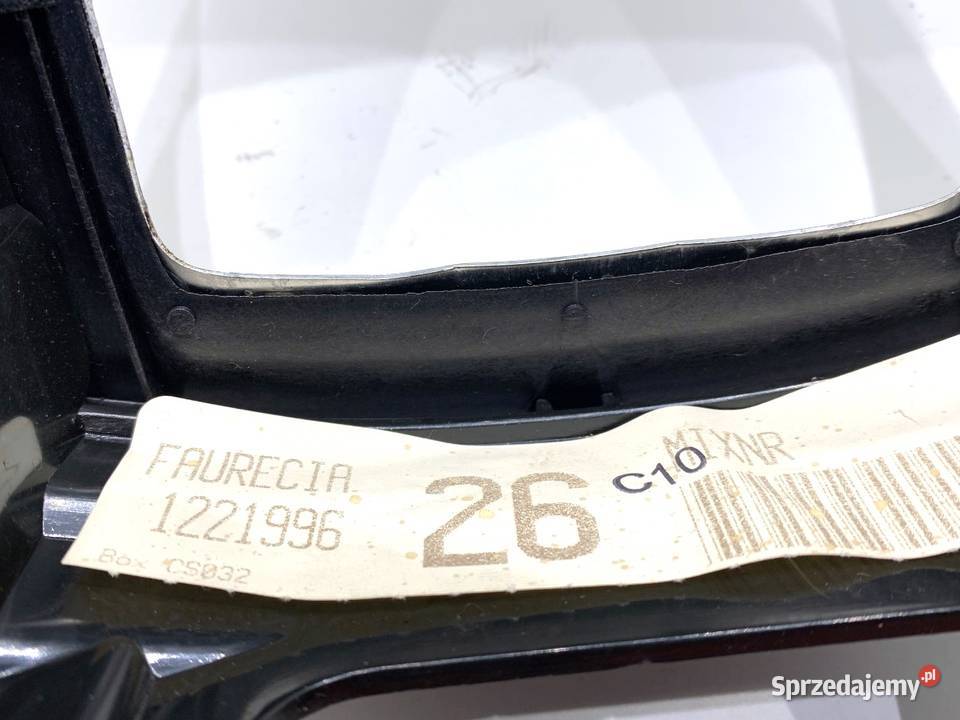 FAURECIA
1221996
26
C10
MIXNR
Box CS032
Sprzedajemy.pl